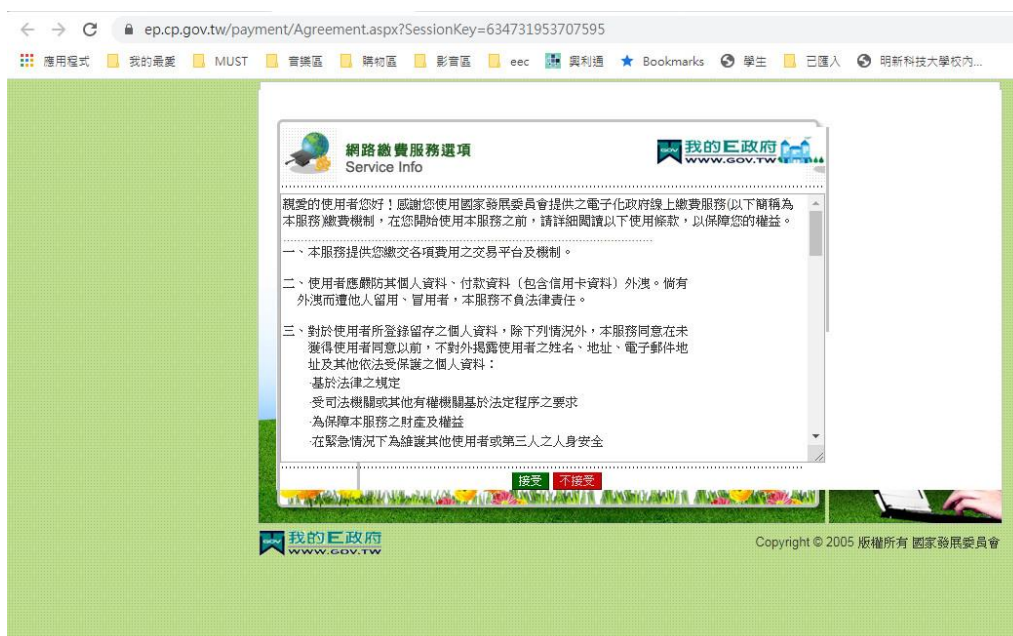 ep.cp.gov.tw/payment/Agreement.aspx?SessionKey=634731953707595
應用程式 我的最愛 MUST 音樂區 購物區 影音區 eec 異利通 Bookmarks 學生 已匯入 明新科技大學校內...
網路繳費服務選項
Service Info
GOV 我的E政府
WWW.GOV.TW
親愛的使用者您好！感謝您使用國家發展委員會提供之電子化政府線上繳費服務(以下簡稱為
本服務)繳費機制，在您開始使用本服務之前，請詳細閱讀以下使用條款，以保障您的權益。
一、本服務提供您繳交各項費用之交易平台及機制。
二、使用者應嚴防其個人資料、付款資料〔包含信用卡資料〕外洩。倘有
外洩而遭他人留用、冒用者，本服務不負法律責任。
三、對於使用者所登錄留存之個人資料，除下列情況外，本服務同意在未
獲得使用者同意以前，不對外揭露使用者之姓名、地址、電子郵件地
址及其他依法受保護之個人資料：
·基於法律之規定
·受司法機關或其他有權機關基於法定程序之要求
·為保障本服務之財產及權益
·在緊急情況下為維護其他使用者或第三人之人身安全
接受 不接受
GOV 我的E政府
WWW.GOV.TW
Copyright © 2005 版權所有 國家發展委員會